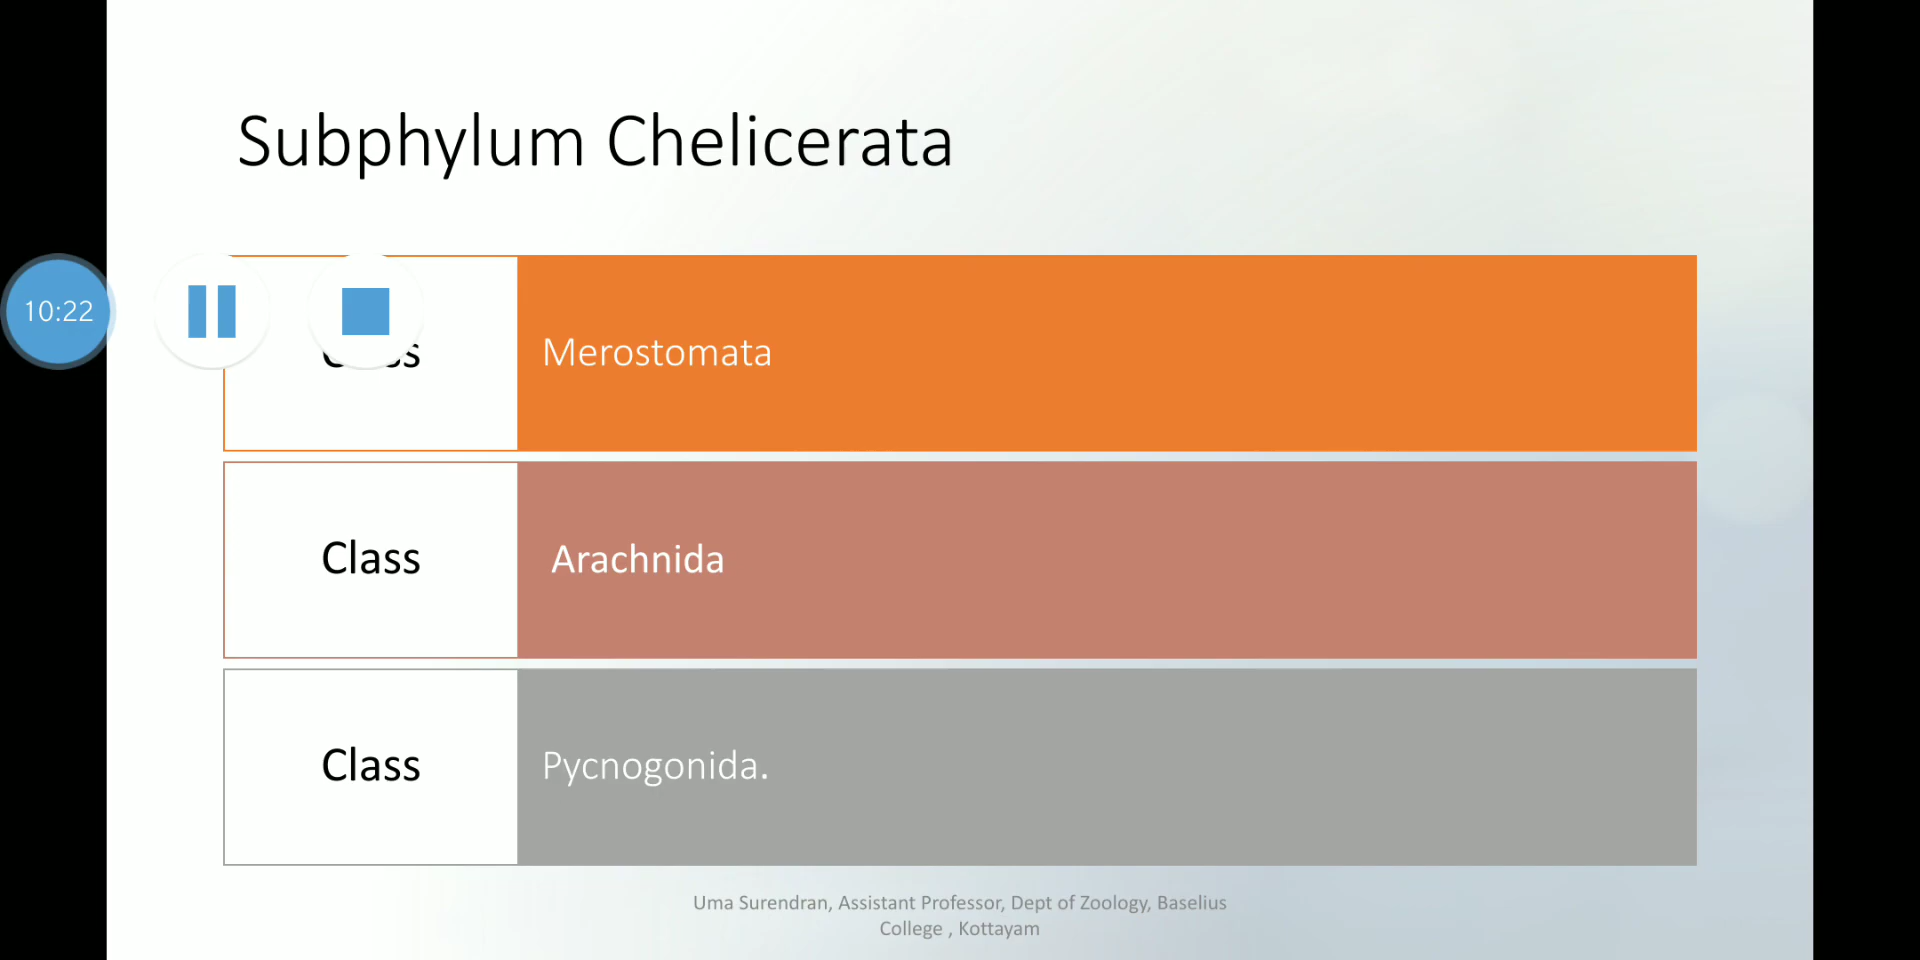 Subphylum Chelicerata
10:22
Merostomata
Class
Arachnida
Class
Pycnogonida.
Uma Surendran, Assistant Professor, Dept of Zoology, Baselius
College , Kottayam